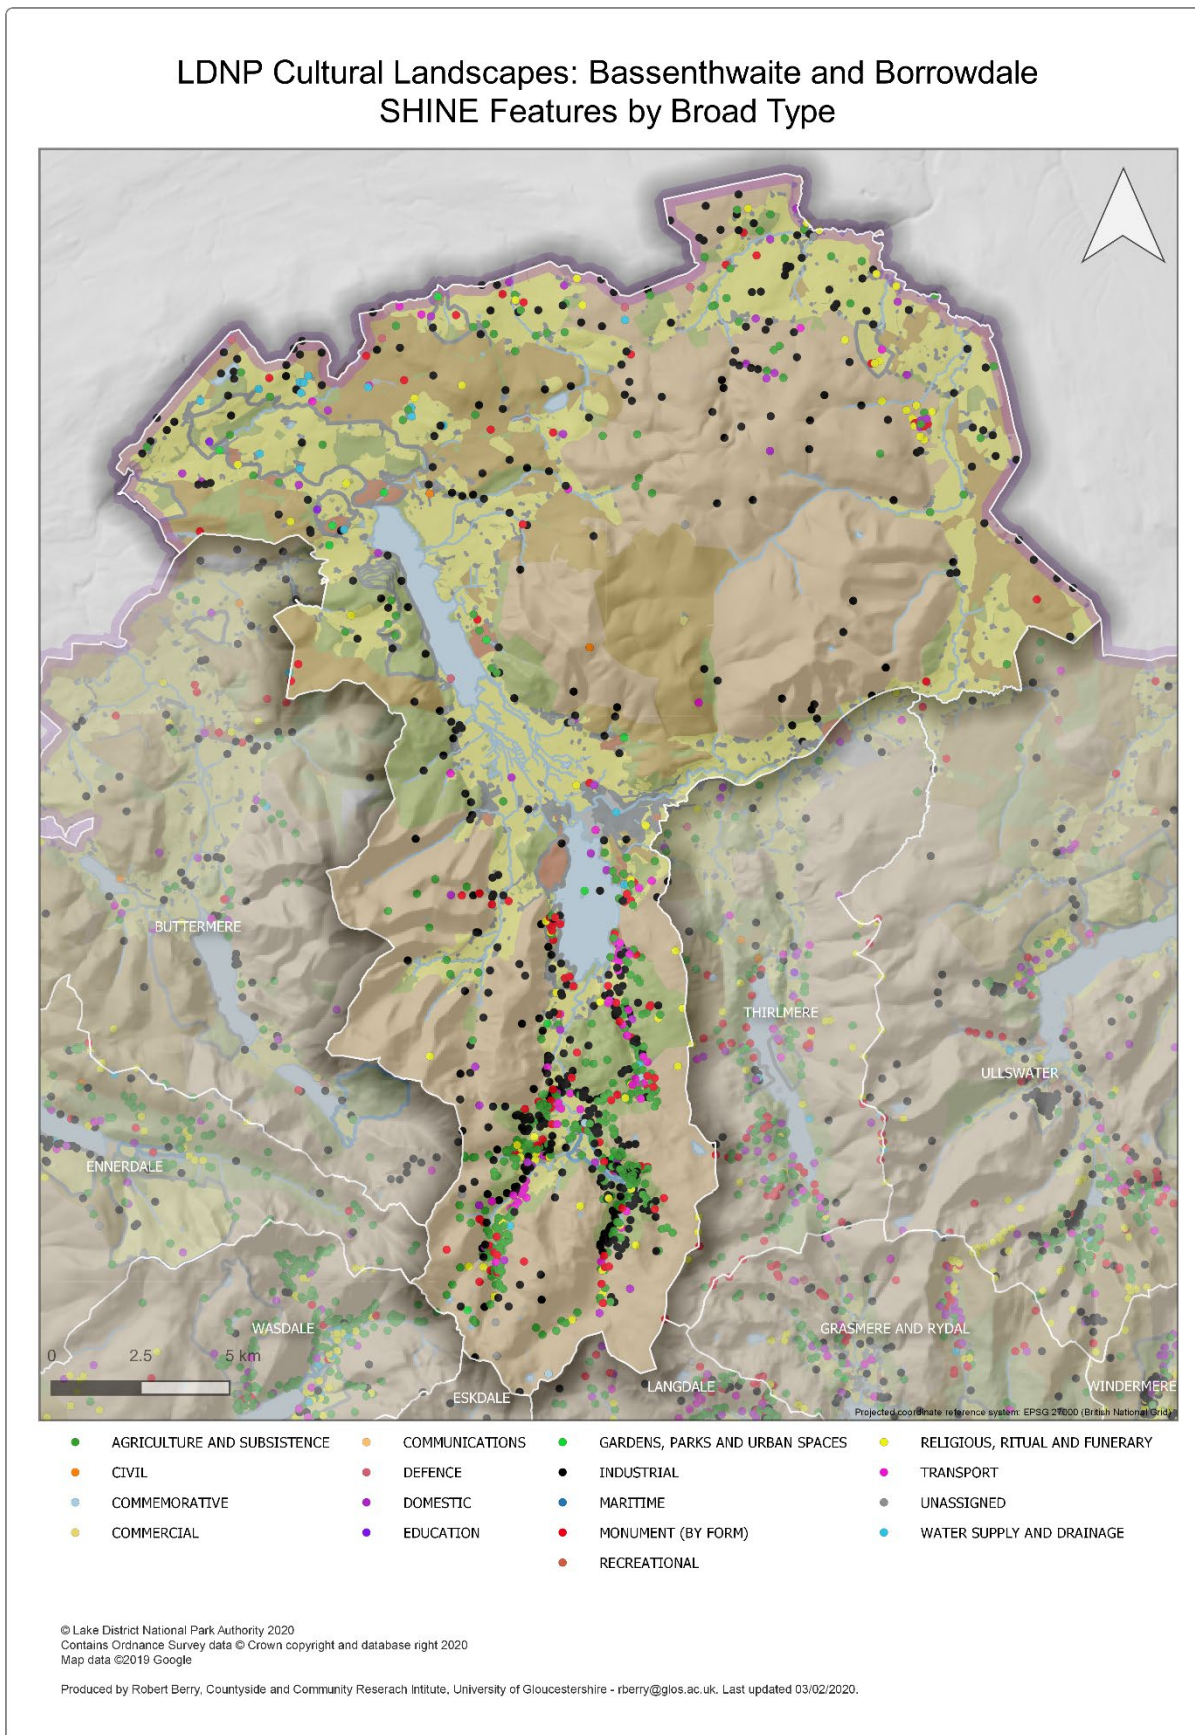 LDNP Cultural Landscapes: Bassenthwaite and Borrowdale
SHINE Features by Broad Type
BUTTERMERE
THIRLMERE
ULLSWATER
ENNERDALE
WASDALE
GRASMERE AND RYDAL
0 2.5 5 km
ESKDALE
LANGDALE
WINDERMERE
Projected coordinate reference system: EPSG 27000 (British National Grid)
AGRICULTURE AND SUBSISTENCE
COMMUNICATIONS
GARDENS, PARKS AND URBAN SPACES
RELIGIOUS, RITUAL AND FUNERARY
CIVIL
DEFENCE
INDUSTRIAL
TRANSPORT
COMMEMORATIVE
DOMESTIC
MARITIME
UNASSIGNED
COMMERCIAL
EDUCATION
MONUMENT (BY FORM)
WATER SUPPLY AND DRAINAGE
RECREATIONAL
© Lake District National Park Authority 2020
Contains Ordnance Survey data © Crown copyright and database right 2020
Map data ©2019 Google
Produced by Robert Berry, Countyside and Community Reserach Intitute, University of Gloucestershire - rberry@glos.ac.uk. Last updated 03/02/2020.